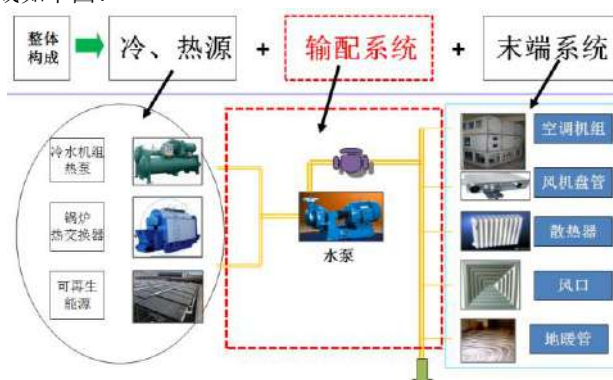 整体
构成
冷、热源
+
输配系统
+
末端系统
冷水机组
热泵
锅炉
热交换器
可再生
能源
水泵
空调机组
风机盘管
散热器
风口
地暖管